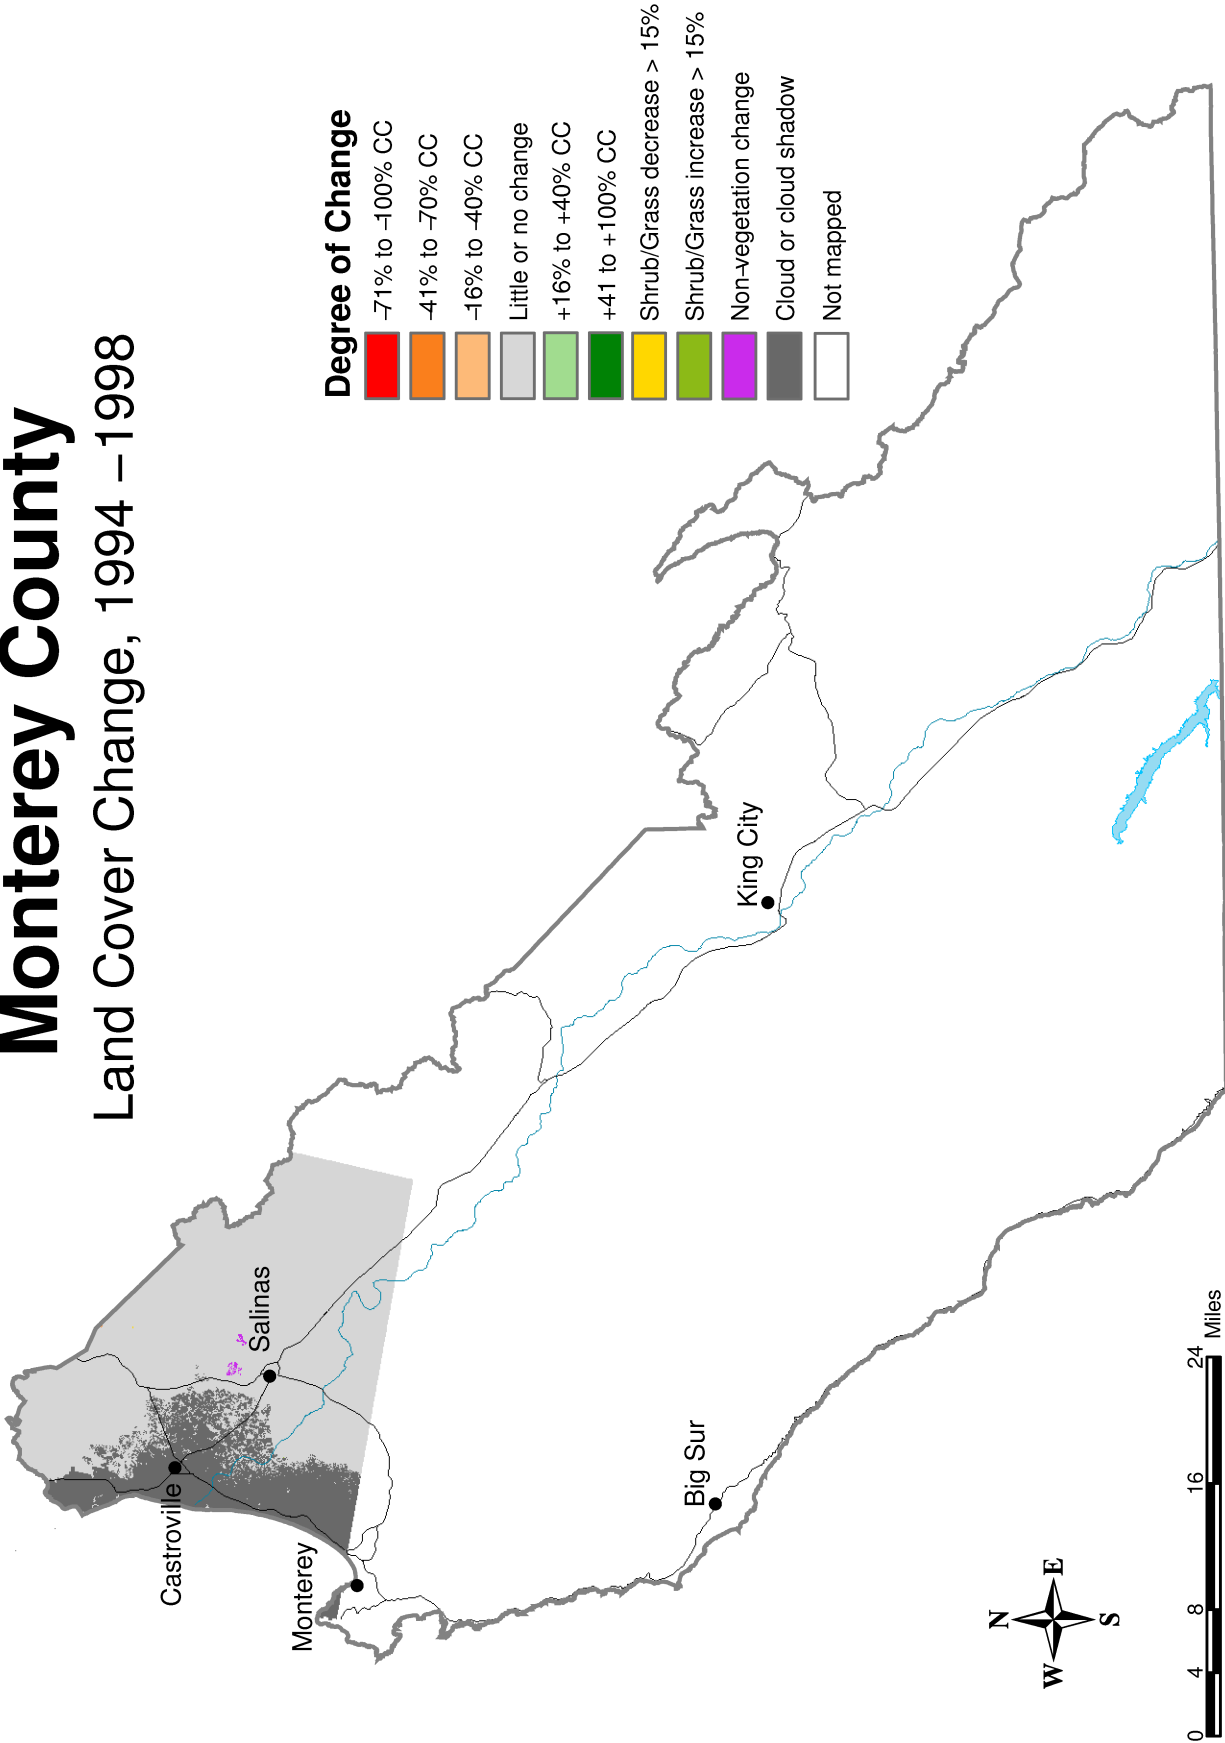 Monterey County
Land Cover Change, 1994 – 1998
Degree of Change
-71% to -100% CC
-41% to -70% CC
-16% to -40% CC
Little or no change
+16% to +40% CC
+41 to +100% CC
Shrub/Grass decrease > 15%
Shrub/Grass increase > 15%
Non-vegetation change
Cloud or cloud shadow
Not mapped
Castroville
Salinas
Monterey
King City
Big Sur
N
W
E
S
0
4
8
16
24
Miles